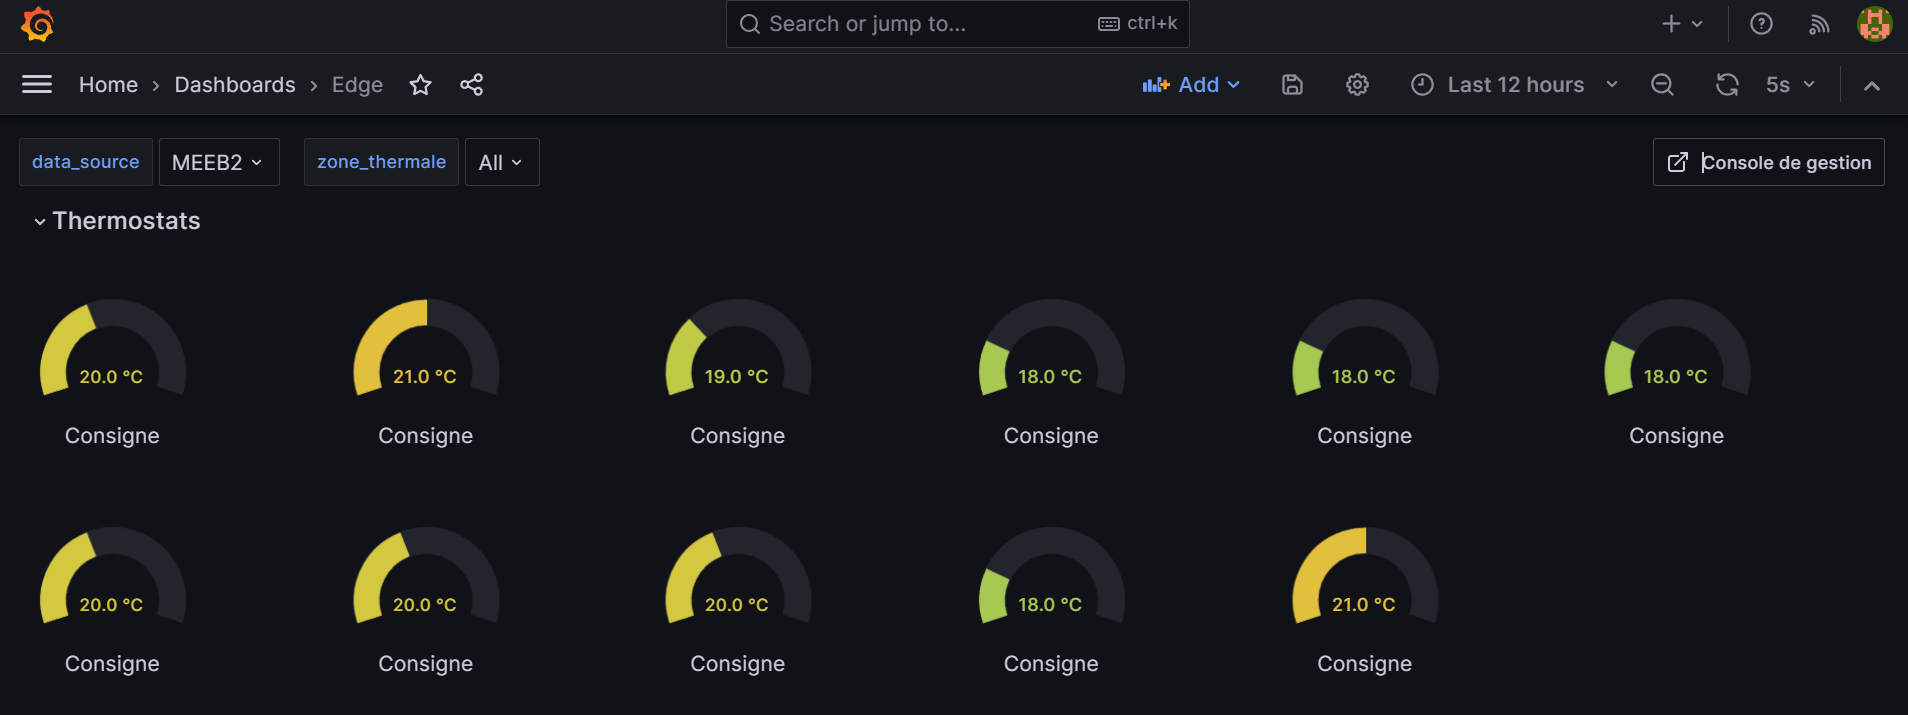 Search or jump to... ctrl+k
Home › Dashboards › Edge Add Last 12 hours 5s
data_source MEEB2 zone_thermale All Console de gestion
Thermostats
20.0 °C 21.0 °C 19.0 °C 18.0 °C 18.0 °C 18.0 °C
Consigne Consigne Consigne Consigne Consigne Consigne
20.0 °C 20.0 °C 20.0 °C 18.0 °C 21.0 °C
Consigne Consigne Consigne Consigne Consigne